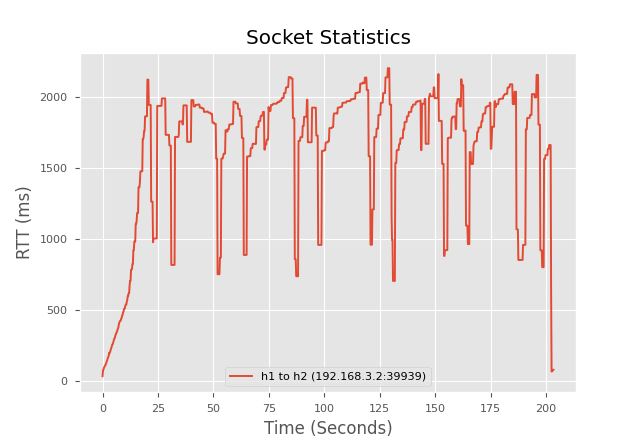 Socket Statistics
RTT (ms)
2000
1500
1000
500
0
h1 to h2 (192.168.3.2:39939)
0 25 50 75 100 125 150 175 200
Time (Seconds)